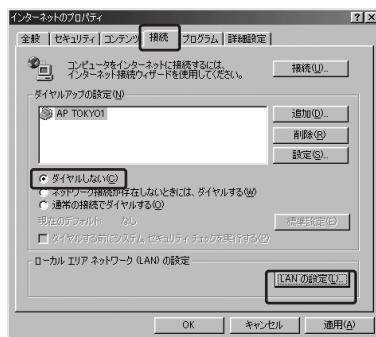 インターネットのプロパティ
全般 セキュリティ コンテンツ 接続 プログラム 詳細設定
コンピュータをインターネットに接続するには、
インターネット接続ウィザードを使用してください。
接続(U)...
ダイヤルアップの設定(N)
AP TOKYO1
追加(D)...
削除(R)
設定(S)...
ダイヤルしない(C)
ネットワーク接続が存在しないときには、ダイヤルする(W)
通常の接続でダイヤルする(O)
現在のデフォルト: なし
標準設定(E)
ダイヤルする前にシステム セキュリティ チェックを実行する(P)
ローカル エリア ネットワーク (LAN) の設定
LAN の設定(L)...
OK キャンセル 適用(A)